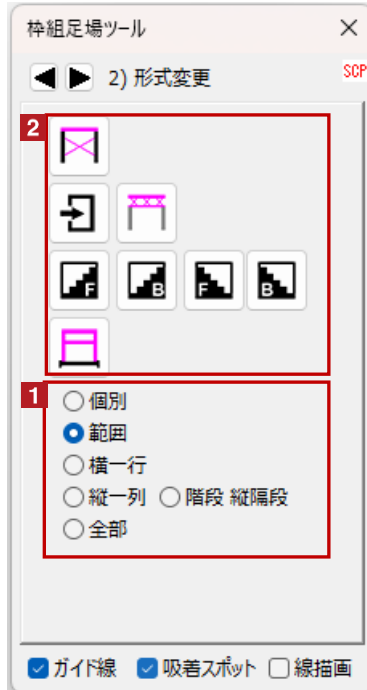 枠組足場ツール
2) 形式変更
SCP
2
F B F B
1
個別
範囲
横一行
縦一列 階段 縦隔段
全部
ガイド線 吸着スポット 線描画